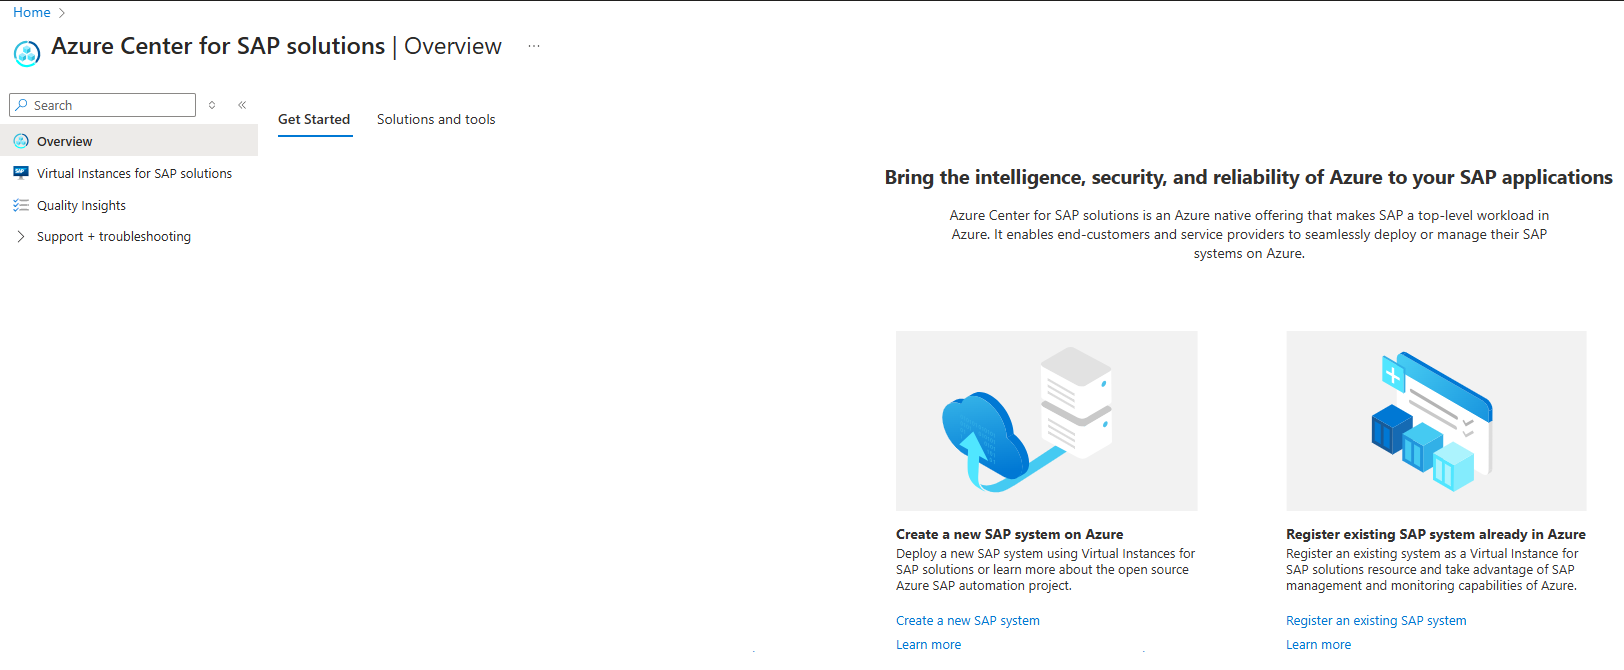 Home
Azure Center for SAP solutions | Overview ...
Search
Get Started Solutions and tools
Overview
SAP Virtual Instances for SAP solutions
Quality Insights
Support + troubleshooting
Bring the intelligence, security, and reliability of Azure to your SAP applications
Azure Center for SAP solutions is an Azure native offering that makes SAP a top-level workload in
Azure. It enables end-customers and service providers to seamlessly deploy or manage their SAP
systems on Azure.
Create a new SAP system on Azure
Deploy a new SAP system using Virtual Instances for
SAP solutions or learn more about the open source
Azure SAP automation project.
Create a new SAP system
Learn more
Register existing SAP system already in Azure
Register an existing system as a Virtual Instance for
SAP solutions resource and take advantage of SAP
management and monitoring capabilities of Azure.
Register an existing SAP system
Learn more